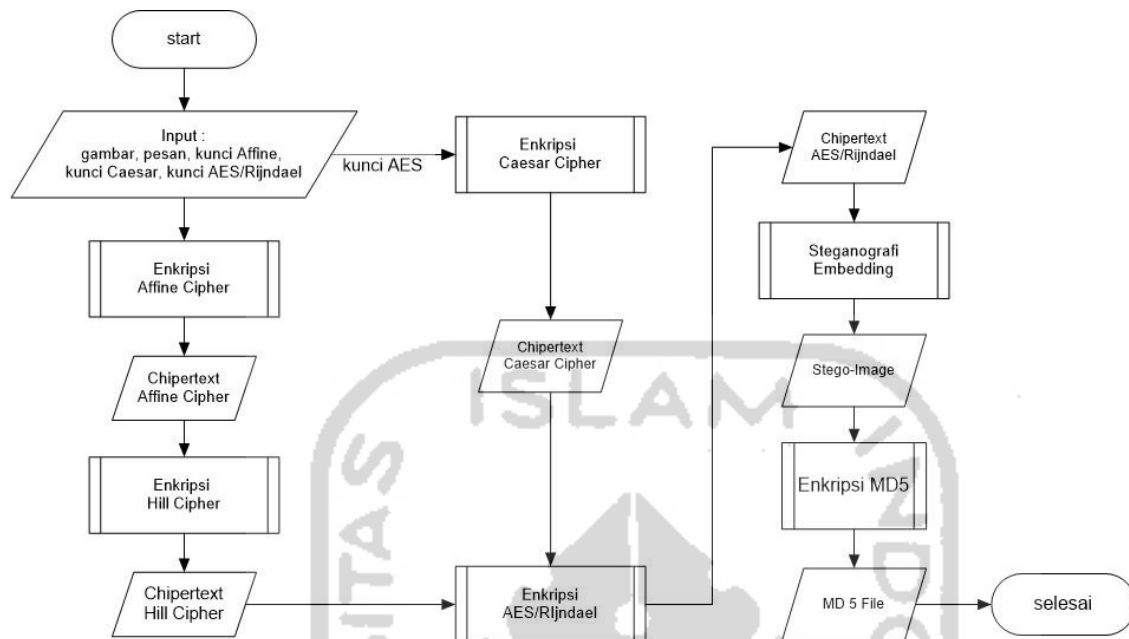 start
Input :
gambar, pesan, kunci Affine,
kunci Caesar, kunci AES/Rijndael
kunci AES
Enkripsi
Affine Cipher
Chipertext
Affine Cipher
Enkripsi
Hill Cipher
Chipertext
Hill Cipher
Enkripsi
Caesar Cipher
Chipertext
Caesar Cipher
Enkripsi
AES/RIjndael
Chipertext
AES/Rijndael
Steganografi
Embedding
Stego-Image
Enkripsi MD5
MD 5 File
selesai
ISLAM